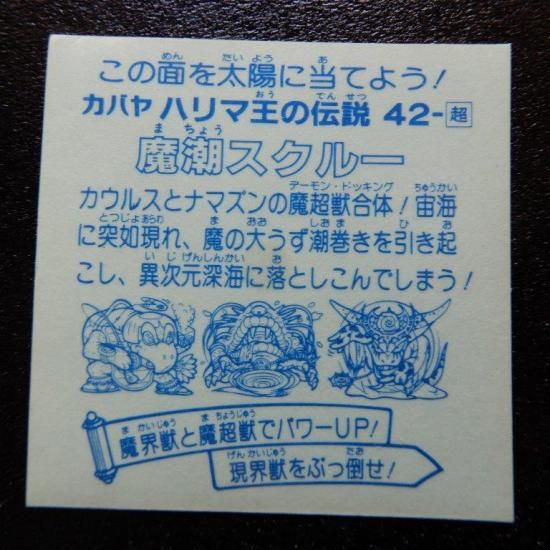 この面を太陽に当てよう！
カバヤ ハリマ王の伝説 42-超
魔潮スクルー
カウルスとナマズンの魔超獣合体！宙海
に突如現れ、魔の大うず潮巻きを引き起
こし、異次元深海に落としこんでしまう！
魔界獣と魔超獣でパワーUP！
現界獣をぶっ倒せ！